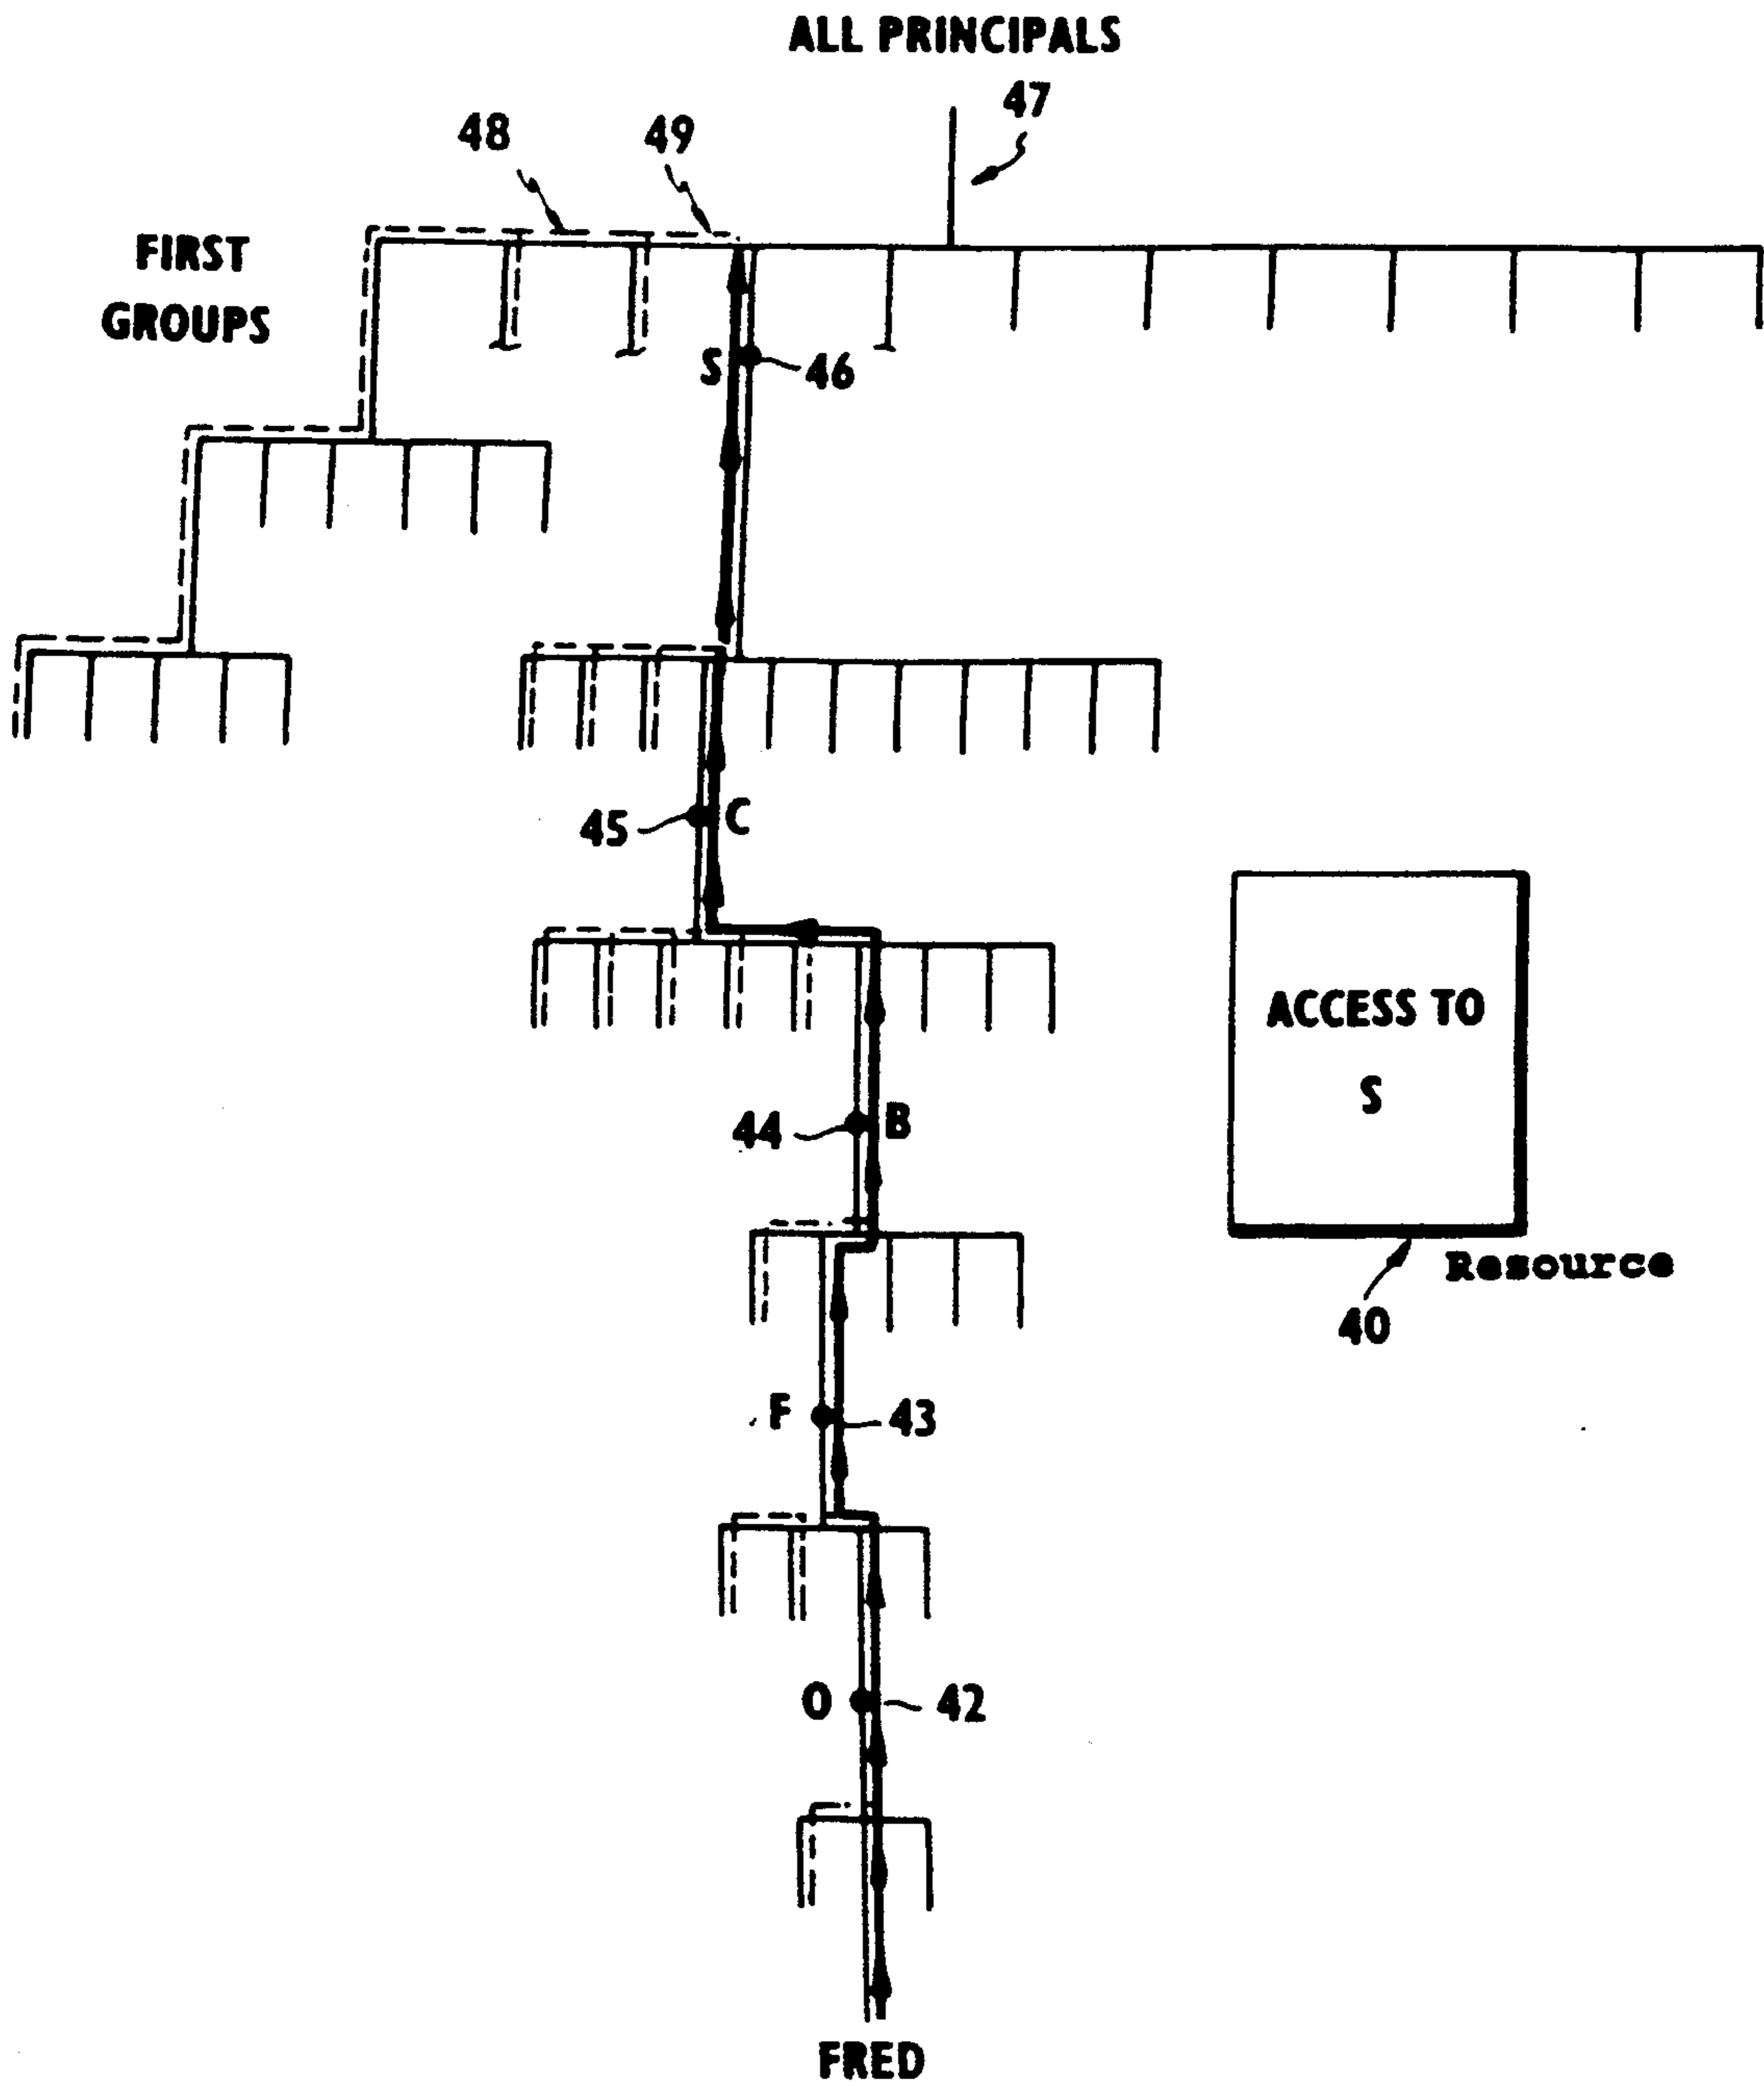 ALL PRINCIPALS
47
48
49
FIRST
GROUPS
S
46
45
C
ACCESS TO
S
44
B
Resource
40
F
43
O
42
FRED